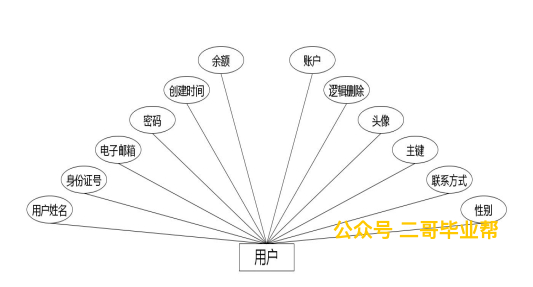 余额
账户
创建时间
逻辑删除
密码
头像
电子邮箱
主键
身份证号
联系方式
用户姓名
性别
公众号 二哥毕业帮
用户